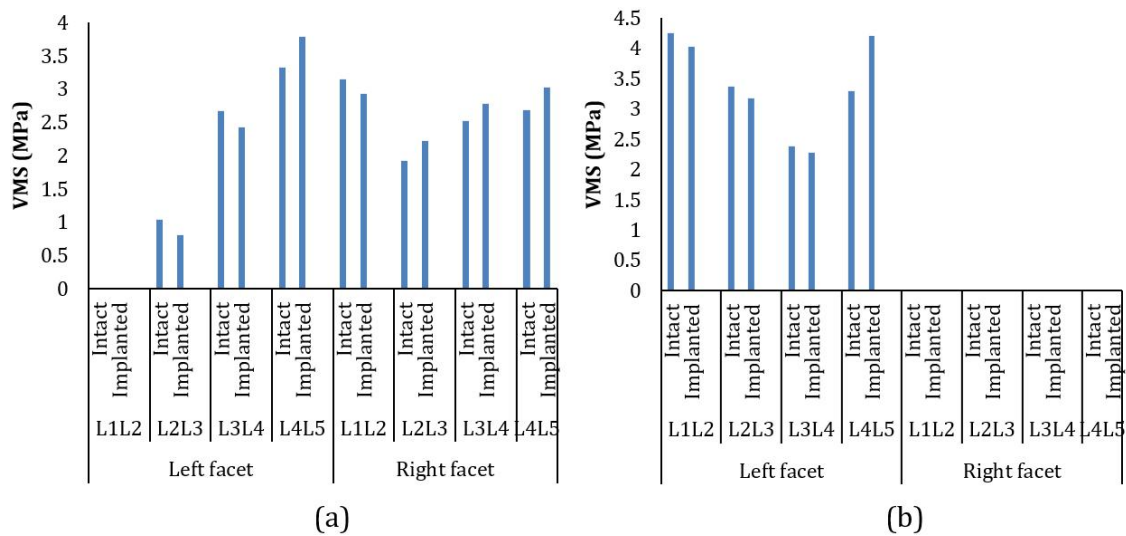 4
3.5
3
2.5
2
1.5
1
0.5
0
VMS (MPa)
Intact Implanted Intact Implanted Intact Implanted Intact Implanted Intact Implanted Intact Implanted Intact Implanted Intact Implanted
L1L2 L2L3 L3L4 L4L5 L1L2 L2L3 L3L4 L4L5
Left facet Right facet
(a)
4.5
4
3.5
3
2.5
2
1.5
1
0.5
0
VMS (MPa)
Intact Implanted Intact Implanted Intact Implanted Intact Implanted Intact Implanted Intact Implanted Intact Implanted Intact Implanted
L1L2 L2L3 L3L4 L4L5 L1L2 L2L3 L3L4 L4L5
Left facet Right facet
(b)